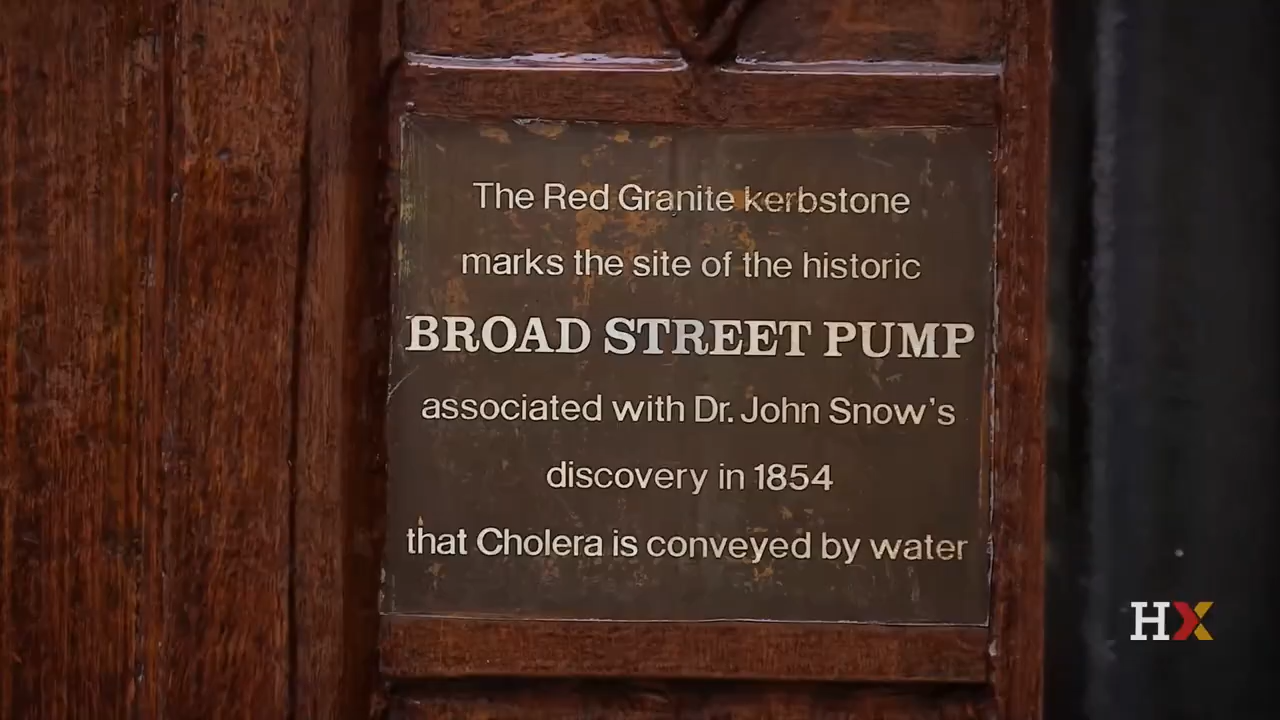 The Red Granite kerbstone
marks the site of the historic
BROAD STREET PUMP
associated with Dr. John Snow's
discovery in 1854
that Cholera is conveyed by water
HX